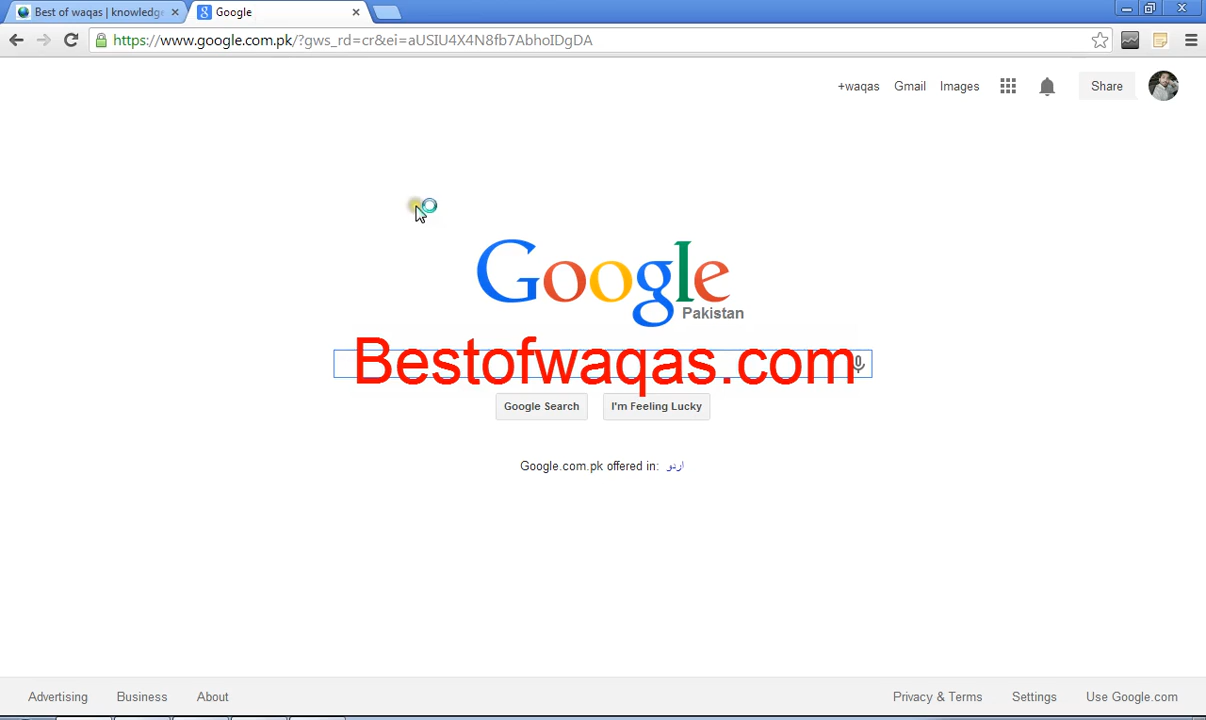 Best of waqas | knowledg
Google
https://www.google.com.pk/?gws_rd=cr&ei=aUSIU4X4N8fb7AbhoIDgDA
+waqas
Gmail
Images
Share
Google
Pakistan
Bestofwaqas.com
Google Search
I'm Feeling Lucky
Google.com.pk offered in: اردو
Advertising
Business
About
Privacy & Terms
Settings
Use Google.com